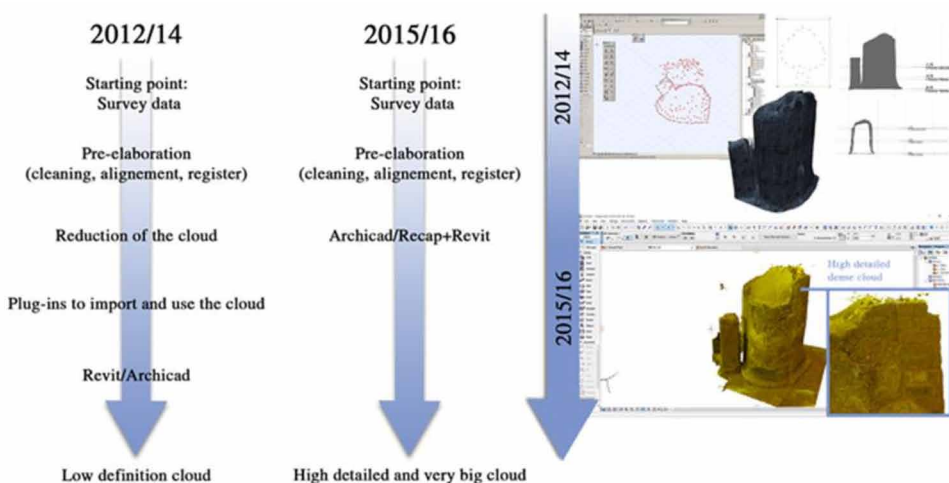 2012/14
Starting point:
Survey data
Pre-elaboration
(cleaning, alignement, register)
Reduction of the cloud
Plug-ins to import and use the cloud
Revit/Archicad
Low definition cloud
2015/16
Starting point:
Survey data
Pre-elaboration
(cleaning, alignement, register)
Archicad/Recap+Revit
High detailed and very big cloud
2012/14
2015/16
High detailed
dense cloud